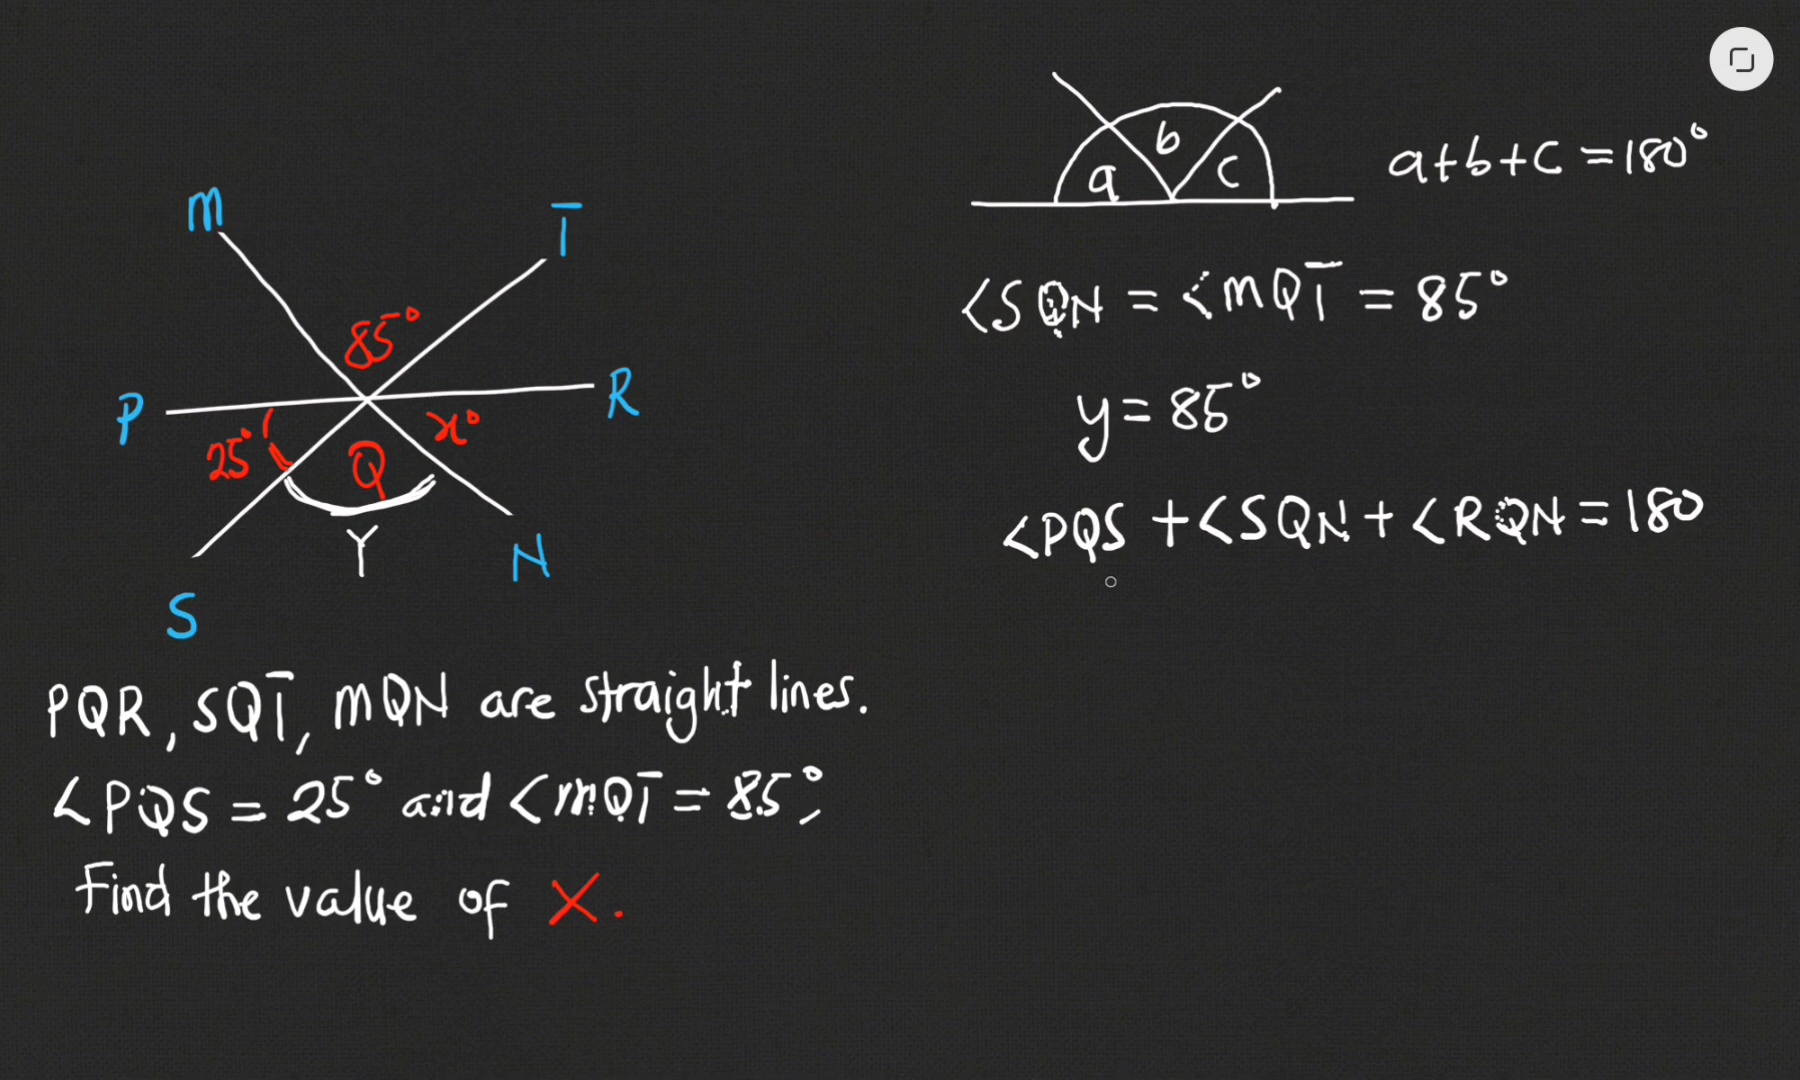 M
T
85°
P
R
25°
Q
x°
Y
S
N
PQR, SQT, MQN are straight lines.
<PQS = 25° and <MQT = 85°,
Find the value of X.
a
b
c
a+b+c=180°
<SQN = <MQT = 85°
y = 85°
<PQS + <SQN + <RQN = 180